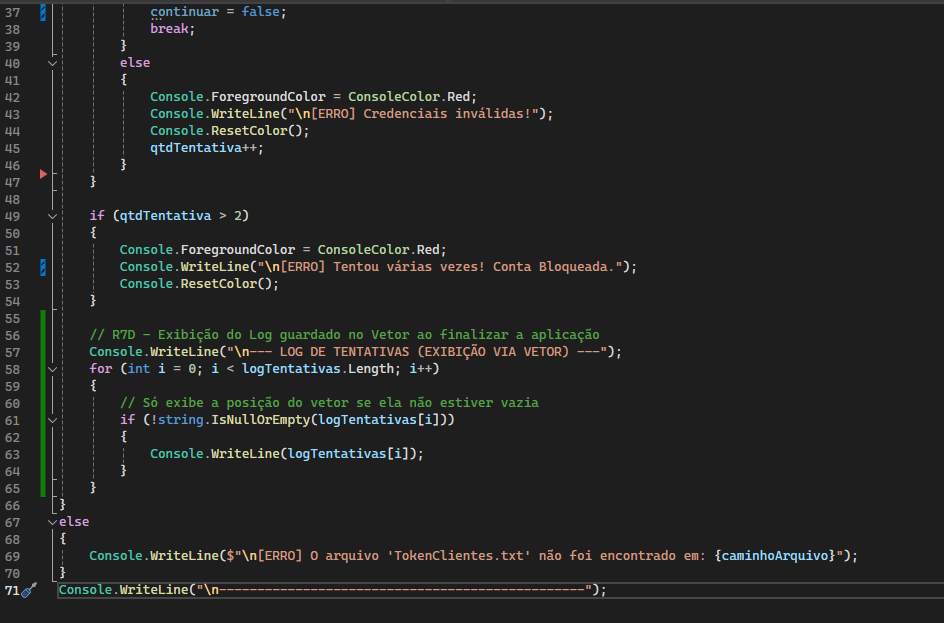 37 continuar = false;
38 break;
39 }
40 else
41 {
42 Console.ForegroundColor = ConsoleColor.Red;
43 Console.WriteLine("\n[ERRO] Credenciais inválidas!");
44 Console.ResetColor();
45 qtdTentativa++;
46 }
47 }
48
49 if (qtdTentativa > 2)
50 {
51 Console.ForegroundColor = ConsoleColor.Red;
52 Console.WriteLine("\n[ERRO] Tentou várias vezes! Conta Bloqueada.");
53 Console.ResetColor();
54 }
55
56 // R7D - Exibição do Log guardado no Vetor ao finalizar a aplicação
57 Console.WriteLine("\n--- LOG DE TENTATIVAS (EXIBIÇÃO VIA VETOR) ---");
58 for (int i = 0; i < logTentativas.Length; i++)
59 {
60 // Só exibe a posição do vetor se ela não estiver vazia
61 if (!string.IsNullOrEmpty(logTentativas[i]))
62 {
63 Console.WriteLine(logTentativas[i]);
64 }
65 }
66 }
67 else
68 {
69 Console.WriteLine($"\n[ERRO] O arquivo 'TokenClientes.txt' não foi encontrado em: {caminhoArquivo}");
70 }
71 Console.WriteLine("\n------------------------------------------------");